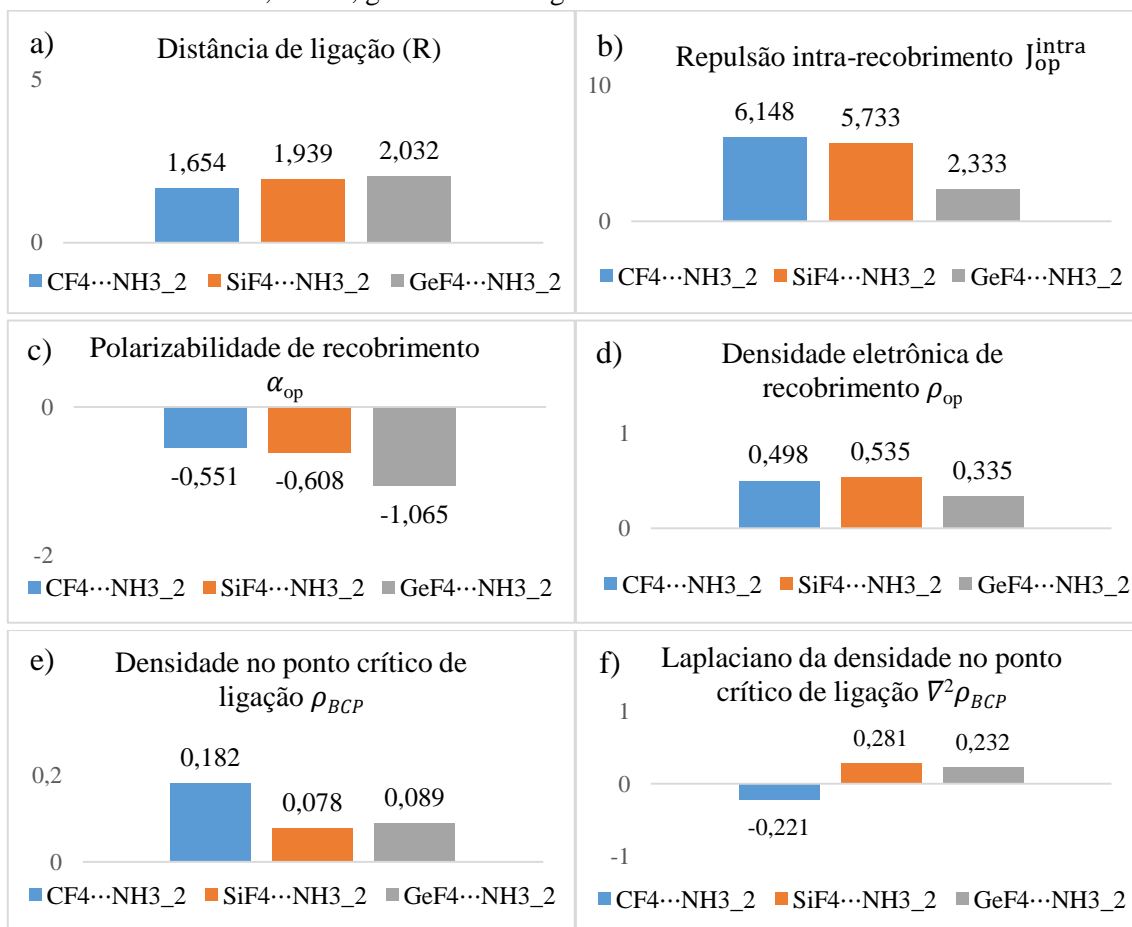 a)
Distância de ligação (R)
5
1,654
1,939
2,032
0
CF4···NH3_2
SiF4···NH3_2
GeF4···NH3_2
b)
Repulsão intra-recobrimento J_op^intra
10
6,148
5,733
2,333
0
CF4···NH3_2
SiF4···NH3_2
GeF4···NH3_2
c)
Polarizabilidade de recobrimento
α_op
0
-0,551
-0,608
-1,065
-2
CF4···NH3_2
SiF4···NH3_2
GeF4···NH3_2
d)
Densidade eletrônica de
recobrimento ρ_op
1
0,498
0,535
0,335
0
CF4···NH3_2
SiF4···NH3_2
GeF4···NH3_2
e)
Densidade no ponto crítico de
ligação ρ_BCP
0,2
0,182
0,078
0,089
0
CF4···NH3_2
SiF4···NH3_2
GeF4···NH3_2
f)
Laplaciano da densidade no ponto
crítico de ligação ∇²ρ_BCP
1
0,281
0,232
0
-0,221
-1
CF4···NH3_2
SiF4···NH3_2
GeF4···NH3_2